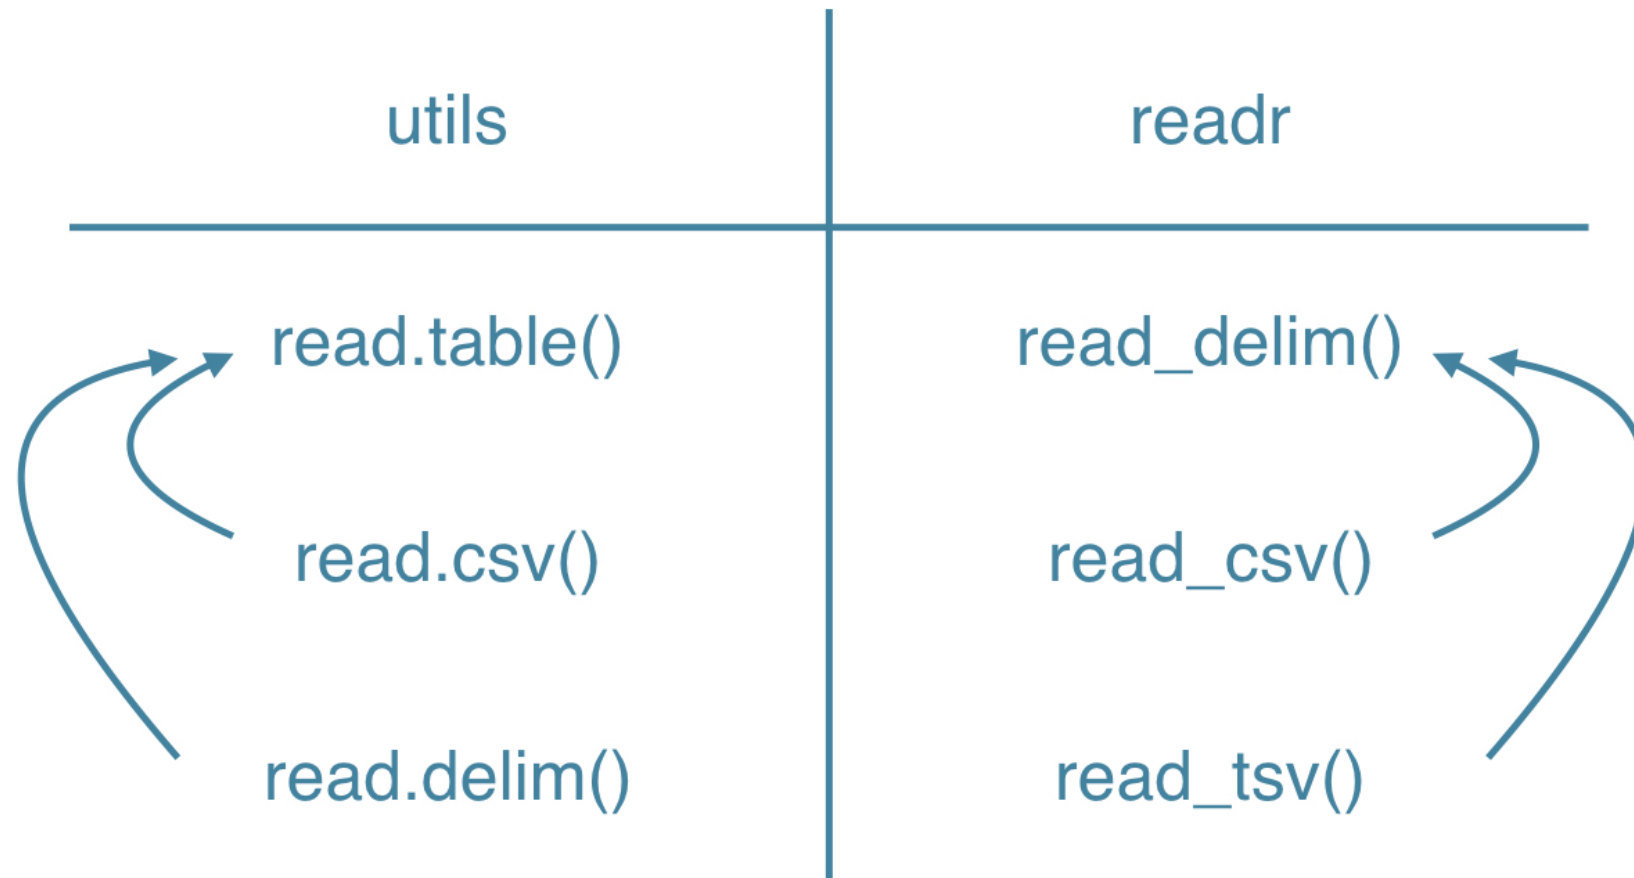 utils readr
read.table() read_delim()
read.csv() read_csv()
read.delim() read_tsv()